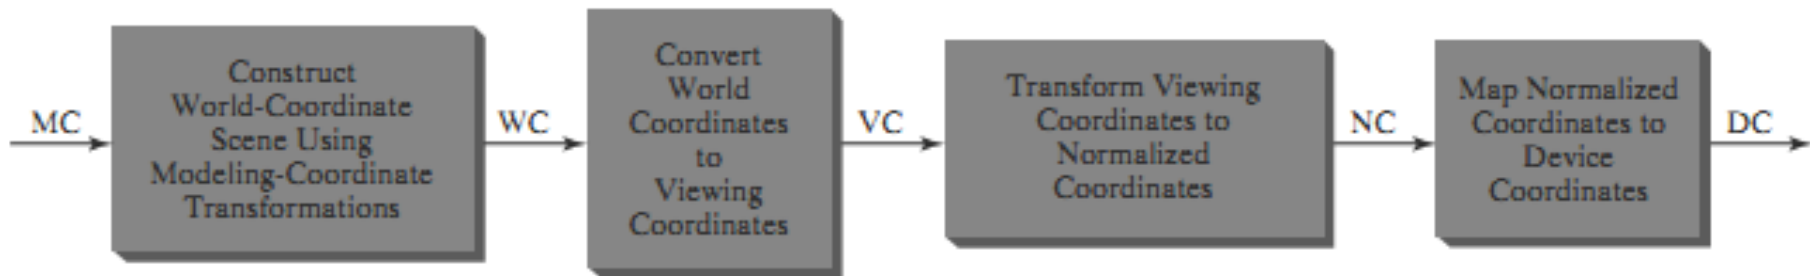 MC
Construct
World-Coordinate
Scene Using
Modeling-Coordinate
Transformations
WC
Convert
World
Coordinates
to
Viewing
Coordinates
VC
Transform Viewing
Coordinates to
Normalized
Coordinates
NC
Map Normalized
Coordinates to
Device
Coordinates
DC